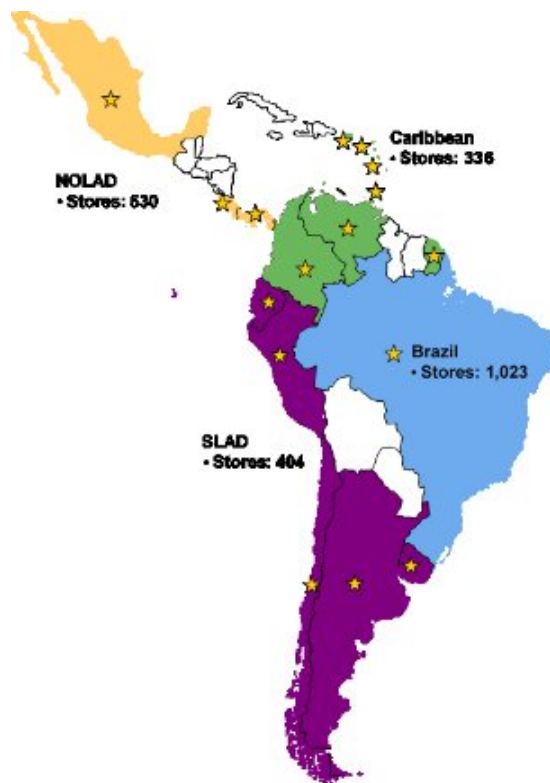 Caribbean
• Stores: 336
NOLAD
• Stores: 530
Brazil
• Stores: 1,023
SLAD
• Stores: 404